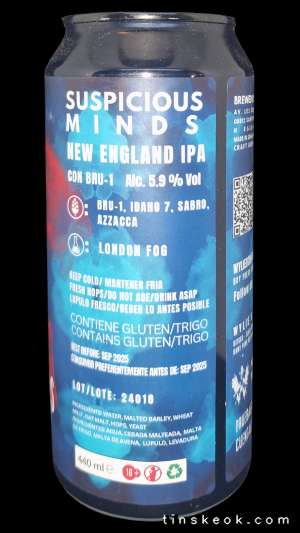 SUSPICIOUS
MINDS
NEW ENGLAND IPA
CON BRU-1 Alc. 5.9 % Vol
: BRU-1, IDAHO 7, SABRO,
AZZACCA
: LONDON FOG
KEEP COLD/ MANTENER FRIA
FRESH HOPS/DO NOT AGE/DRINK ASAP
LUPULO FRESCO/BEBER LO ANTES POSIBLE
CONTIENE GLUTEN/TRIGO
CONTAINS GLUTEN/TRIGO
BEST BEFORE: SEP 2025
CONSUMIR PREFERENTEMENTE ANTES DE: SEP 2025
LOT/LOTE: 24018
INGREDIENTS WATER, MALTED BARLEY, WHEAT
MALT, OAT MALT, HOPS, YEAST
INGREDIENTES AGUA, CEBADA MALTEADA, MALTA
DE TRIGO, MALTA DE AVENA, LÚPULO, LEVADURA
440 ml e
18+
tinskeok.com